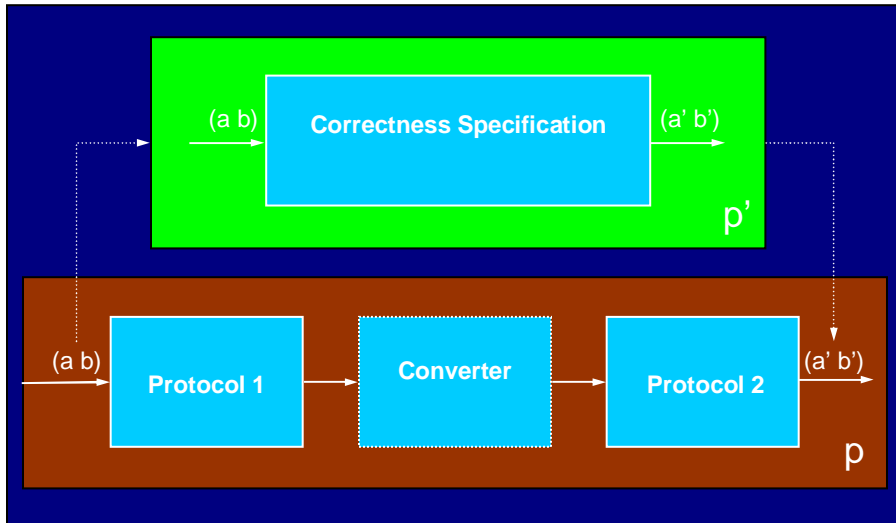 (a b)
Correctness Specification
(a' b')
p'
(a b)
Protocol 1
Converter
Protocol 2
(a' b')
p